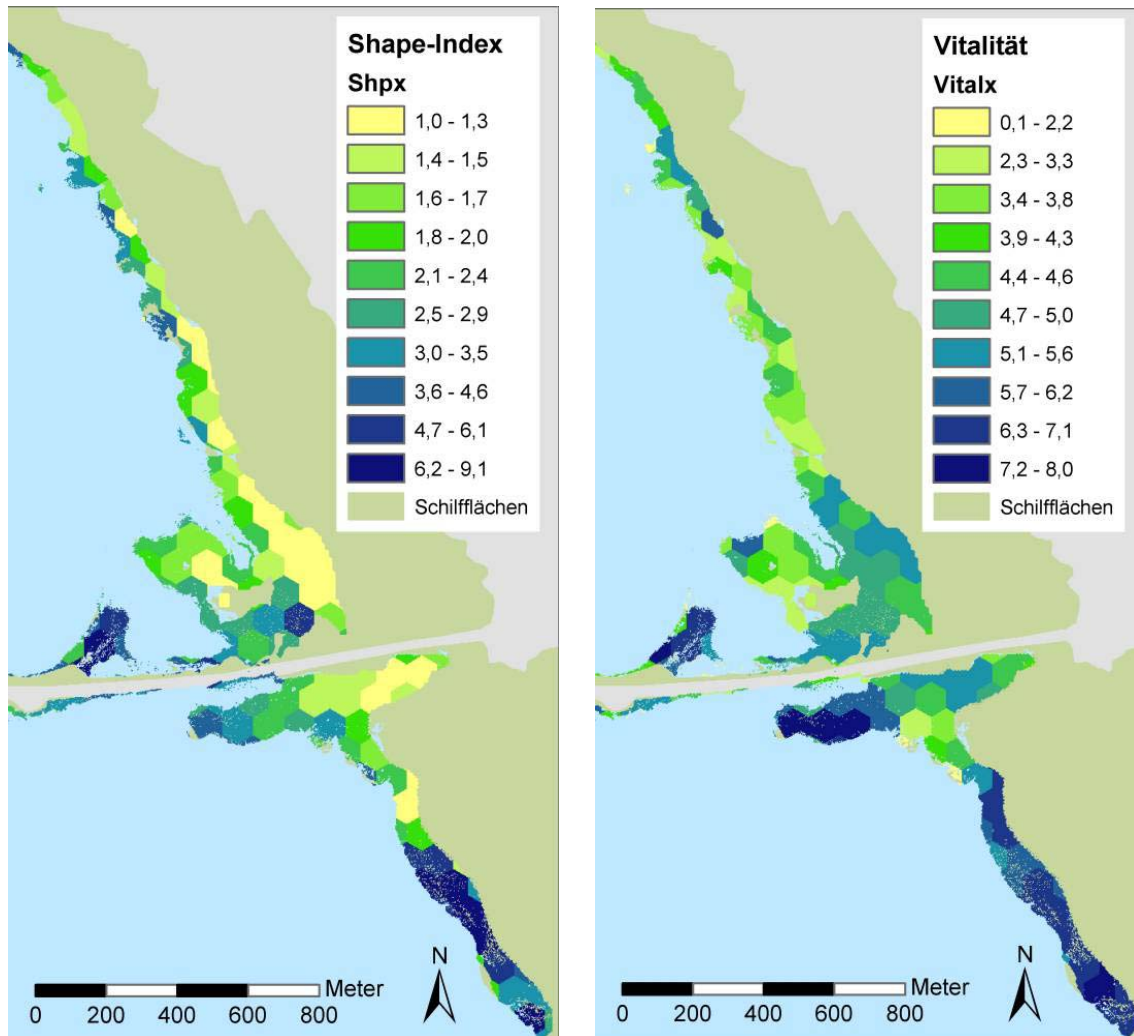 Shape-Index
Shpx
1,0 - 1,3
1,4 - 1,5
1,6 - 1,7
1,8 - 2,0
2,1 - 2,4
2,5 - 2,9
3,0 - 3,5
3,6 - 4,6
4,7 - 6,1
6,2 - 9,1
Schilfflächen
N
Meter
0 200 400 600 800
Vitalität
Vitalx
0,1 - 2,2
2,3 - 3,3
3,4 - 3,8
3,9 - 4,3
4,4 - 4,6
4,7 - 5,0
5,1 - 5,6
5,7 - 6,2
6,3 - 7,1
7,2 - 8,0
Schilfflächen
N
Meter
0 200 400 600 800